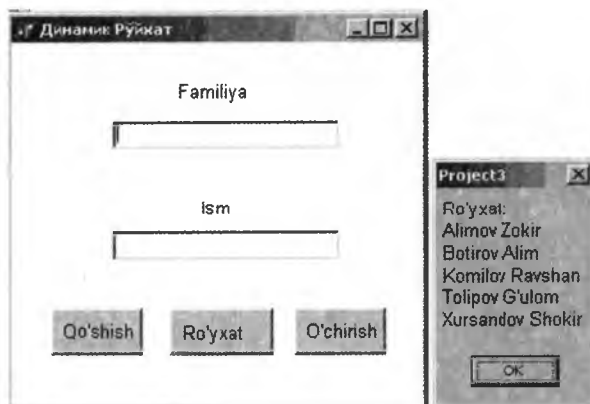 Динамик Рўйхат
Familiya
Ism
Qo'shish
Ro'yxat
O'chirish
Project3
Ro'yxat:
Alimov Zokir
Botirov Alim
Komilov Ravshan
Tolipov G'ulom
Xursandov Shokir
OK